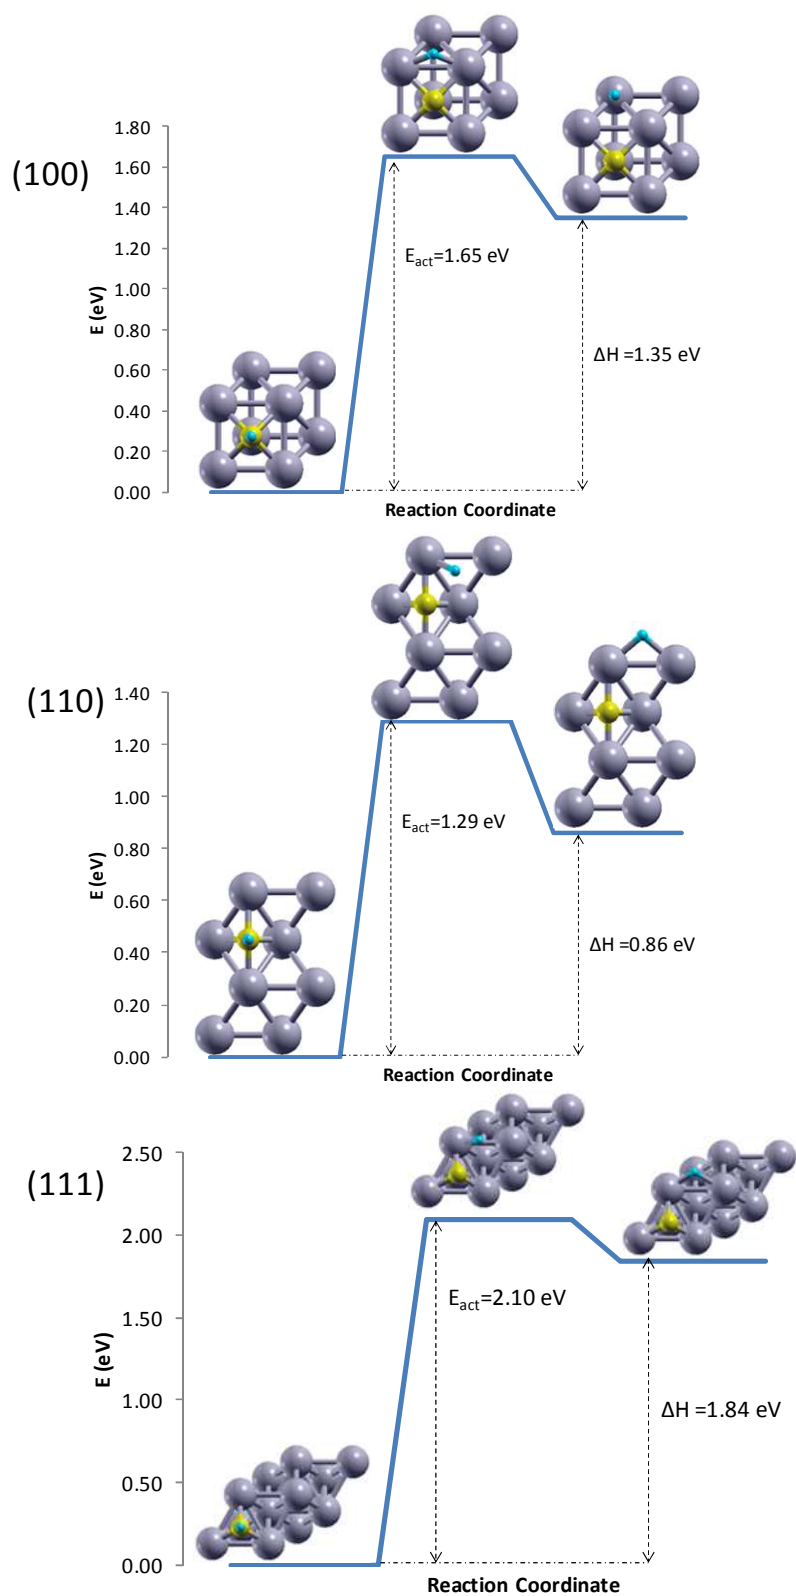 (100)
1.80
1.60
1.40
1.20
1.00
0.80
0.60
0.40
0.20
0.00
E (eV)
Eact=1.65 eV
ΔH =1.35 eV
Reaction Coordinate
(110)
1.40
1.20
1.00
0.80
0.60
0.40
0.20
0.00
E (eV)
Eact=1.29 eV
ΔH =0.86 eV
Reaction Coordinate
(111)
2.50
2.00
1.50
1.00
0.50
0.00
E (eV)
Eact=2.10 eV
ΔH =1.84 eV
Reaction Coordinate